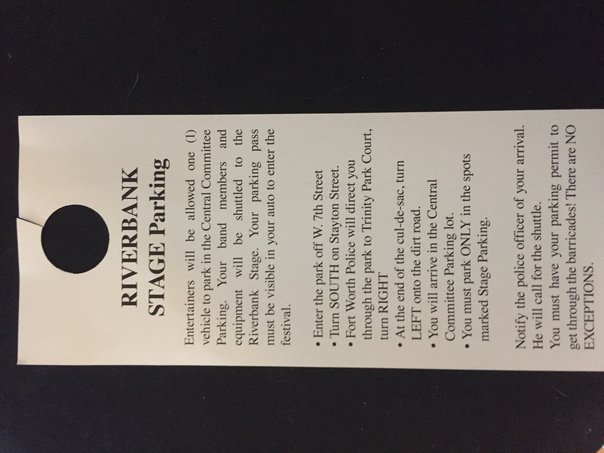 RIVERBANK
STAGE Parking
Entertainers will be allowed one (1)
vehicle to park in the Central Committee
Parking. Your band members and
equipment will be shuttled to the
Riverbank Stage. Your parking pass
must be visible in your auto to enter the
festival.
• Enter the park off W. 7th Street
• Turn SOUTH on Stayton Street.
• Fort Worth Police will direct you
through the park to Trinity Park Court,
turn RIGHT
• At the end of the cul-de-sac, turn
LEFT onto the dirt road.
• You will arrive in the Central
Committee Parking lot.
• You must park ONLY in the spots
marked Stage Parking.
Notify the police officer of your arrival.
He will call for the shuttle.
You must have your parking permit to
get through the barricades! There are NO
EXCEPTIONS.